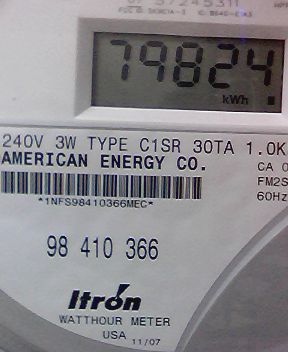 79824
kWh
240V 3W TYPE C1SR 30TA 1.0K
AMERICAN ENERGY CO.
CA 0
FM2S
*1NFS98410366MEC*
60Hz
98 410 366
Itron
WATTHOUR METER
USA 11/07